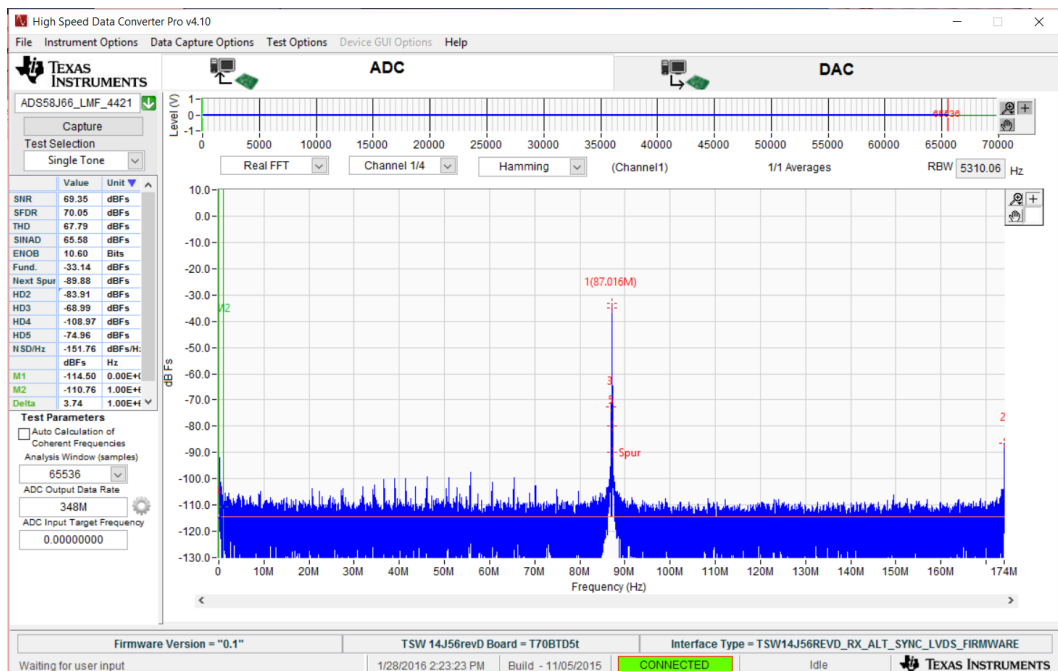 High Speed Data Converter Pro v4.10
File Instrument Options Data Capture Options Test Options Device GUI Options Help
TEXAS INSTRUMENTS
ADC
DAC
ADS58J66_LMF_4421
Capture
Test Selection
Single Tone
Level (V)
1
0
-1
65536
0 5000 10000 15000 20000 25000 30000 35000 40000 45000 50000 55000 60000 65000 70000
Real FFT Channel 1/4 Hamming (Channel1) 1/1 Averages RBW 5310.06 Hz
Value Unit
SNR 69.35 dBFs
SFDR 70.05 dBFs
THD 67.79 dBFs
SINAD 65.58 dBFs
ENOB 10.60 Bits
Fund. -33.14 dBFs
Next Spur -89.88 dBFs
HD2 -83.91 dBFs
HD3 -68.99 dBFs
HD4 -108.97 dBFs
HD5 -74.96 dBFs
NSD/Hz -151.76 dBFs/H
dBFs Hz
M1 -114.50 0.00E+
M2 -110.76 1.00E+
Delta 3.74 1.00E+
Test Parameters
Auto Calculation of
Coherent Frequencies
Analysis Window (samples)
65536
ADC Output Data Rate
348M
ADC Input Target Frequency
0.00000000
dB Fs
10.0
0.0
-10.0
-20.0
-30.0
-40.0
-50.0
-60.0
-70.0
-80.0
-90.0
-100.0
-110.0
-120.0
-130.0
M2
1(87.016M)
3
5
Spur
2
0 10M 20M 30M 40M 50M 60M 70M 80M 90M 100M 110M 120M 130M 140M 150M 160M 174M
Frequency (Hz)
Firmware Version = "0.1" TSW 14J56revD Board = T70BTD5t Interface Type = TSW14J56REVD_RX_ALT_SYNC_LVDS_FIRMWARE
Waiting for user input 1/28/2016 2:23:23 PM Build - 11/05/2015 CONNECTED Idle TEXAS INSTRUMENTS